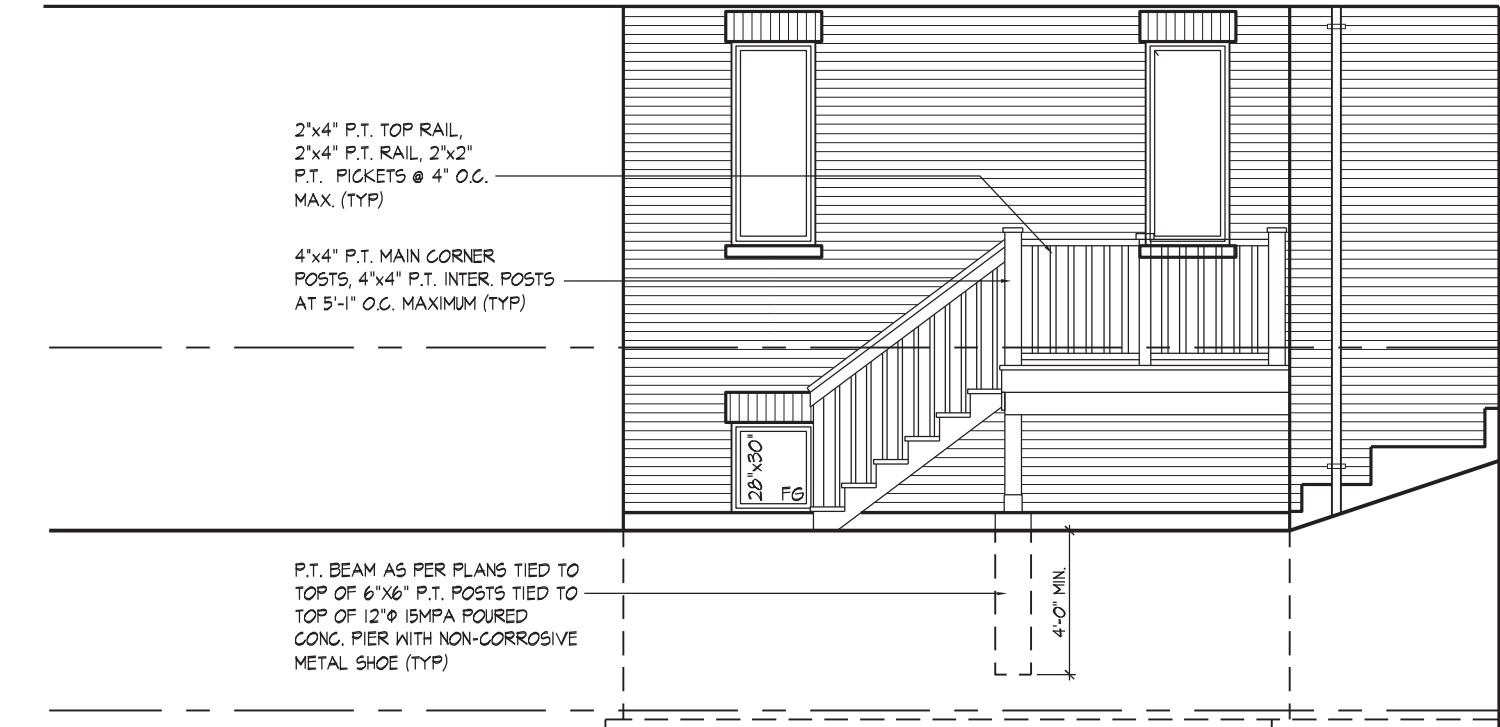 2"x4" P.T. TOP RAIL,
2"x4" P.T. RAIL, 2"x2"
P.T. PICKETS @ 4" O.C.
MAX. (TYP)
4"x4" P.T. MAIN CORNER
POSTS, 4"x4" P.T. INTER. POSTS
AT 5'-1" O.C. MAXIMUM (TYP)
28"x30"
FG
P.T. BEAM AS PER PLANS TIED TO
TOP OF 6"X6" P.T. POSTS TIED TO
TOP OF 12"Φ 15MPA POURED
CONC. PIER WITH NON-CORROSIVE
METAL SHOE (TYP)
4'-0" MIN.